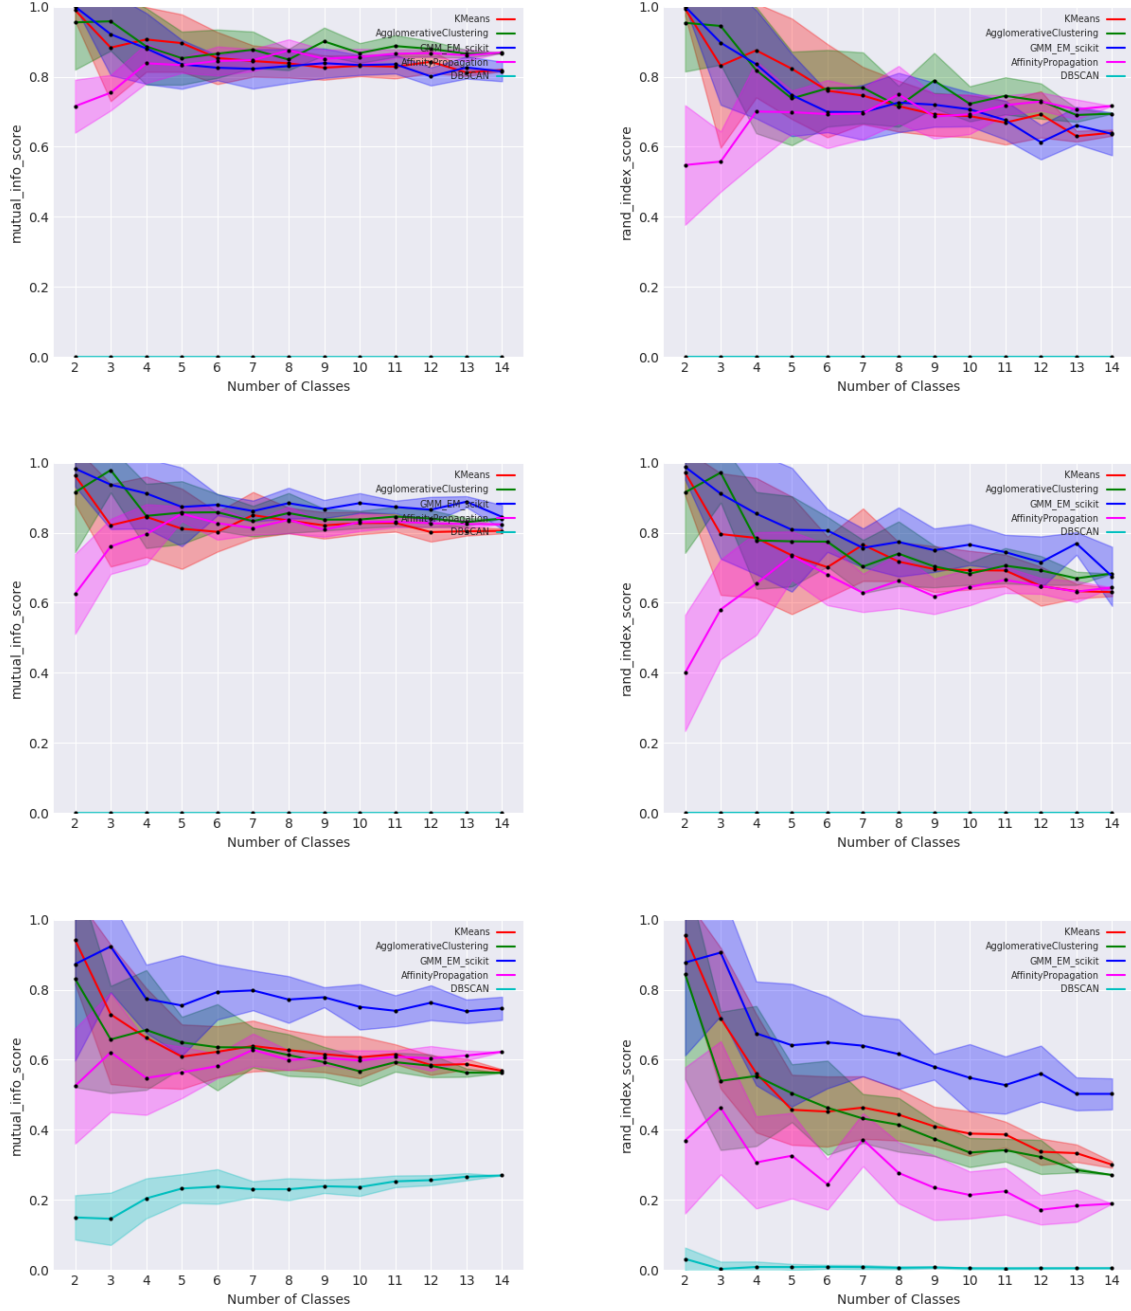 mutual_info_score
1.0
0.8
0.6
0.4
0.2
0.0
KMeans
AgglomerativeClustering
GMM_EM_scikit
AffinityPropagation
DBSCAN
2 3 4 5 6 7 8 9 10 11 12 13 14
Number of Classes
rand_index_score
1.0
0.8
0.6
0.4
0.2
0.0
KMeans
AgglomerativeClustering
GMM_EM_scikit
AffinityPropagation
DBSCAN
2 3 4 5 6 7 8 9 10 11 12 13 14
Number of Classes
mutual_info_score
1.0
0.8
0.6
0.4
0.2
0.0
KMeans
AgglomerativeClustering
GMM_EM_scikit
AffinityPropagation
DBSCAN
2 3 4 5 6 7 8 9 10 11 12 13 14
Number of Classes
rand_index_score
1.0
0.8
0.6
0.4
0.2
0.0
KMeans
AgglomerativeClustering
GMM_EM_scikit
AffinityPropagation
DBSCAN
2 3 4 5 6 7 8 9 10 11 12 13 14
Number of Classes
mutual_info_score
1.0
0.8
0.6
0.4
0.2
0.0
KMeans
AgglomerativeClustering
GMM_EM_scikit
AffinityPropagation
DBSCAN
2 3 4 5 6 7 8 9 10 11 12 13 14
Number of Classes
rand_index_score
1.0
0.8
0.6
0.4
0.2
0.0
KMeans
AgglomerativeClustering
GMM_EM_scikit
AffinityPropagation
DBSCAN
2 3 4 5 6 7 8 9 10 11 12 13 14
Number of Classes